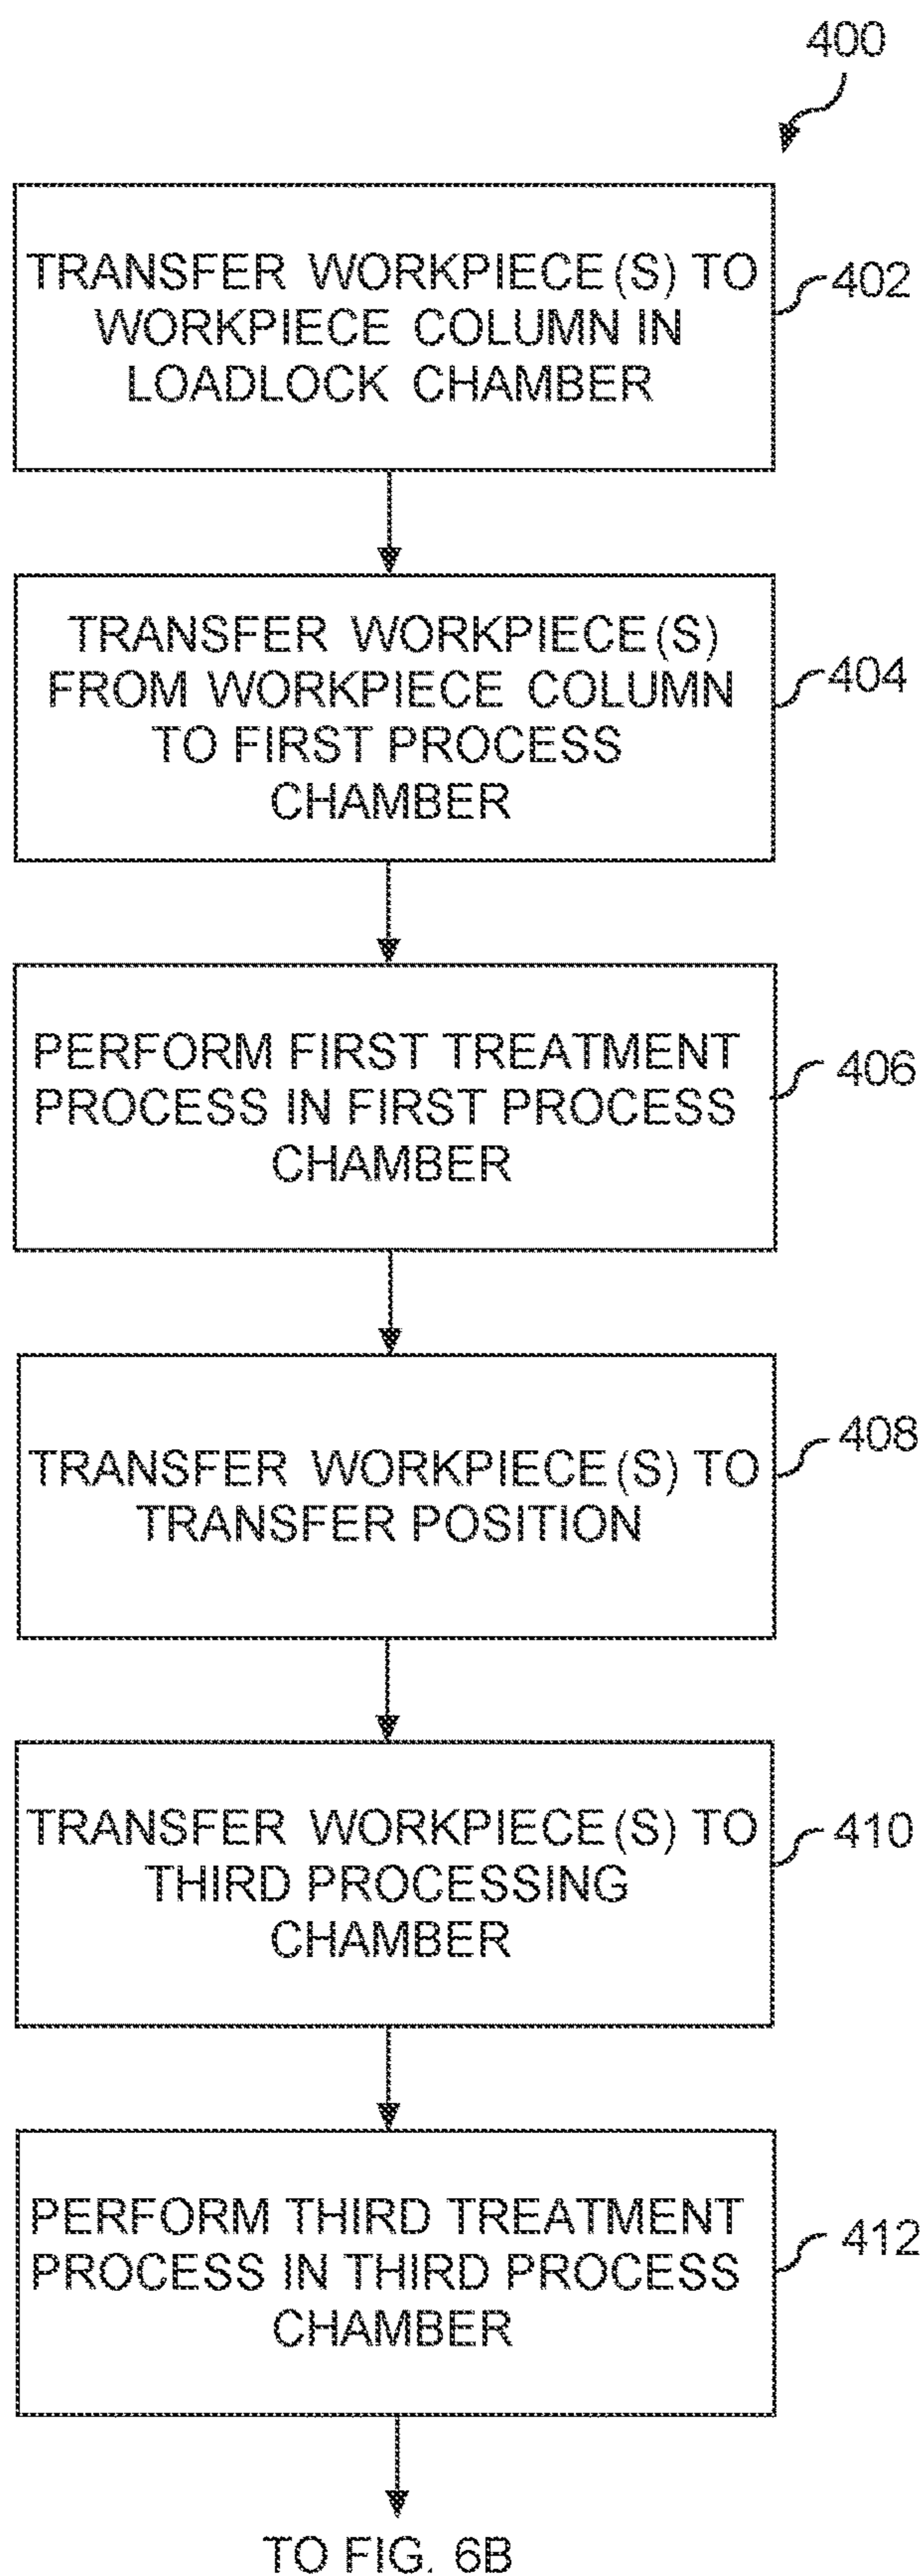 400
TRANSFER WORKPIECE(S) TO
WORKPIECE COLUMN IN
LOADLOCK CHAMBER
402
TRANSFER WORKPIECE(S)
FROM WORKPIECE COLUMN
TO FIRST PROCESS
CHAMBER
404
PERFORM FIRST TREATMENT
PROCESS IN FIRST PROCESS
CHAMBER
406
TRANSFER WORKPIECE(S) TO
TRANSFER POSITION
408
TRANSFER WORKPIECE(S) TO
THIRD PROCESSING
CHAMBER
410
PERFORM THIRD TREATMENT
PROCESS IN THIRD PROCESS
CHAMBER
412
TO FIG. 6B